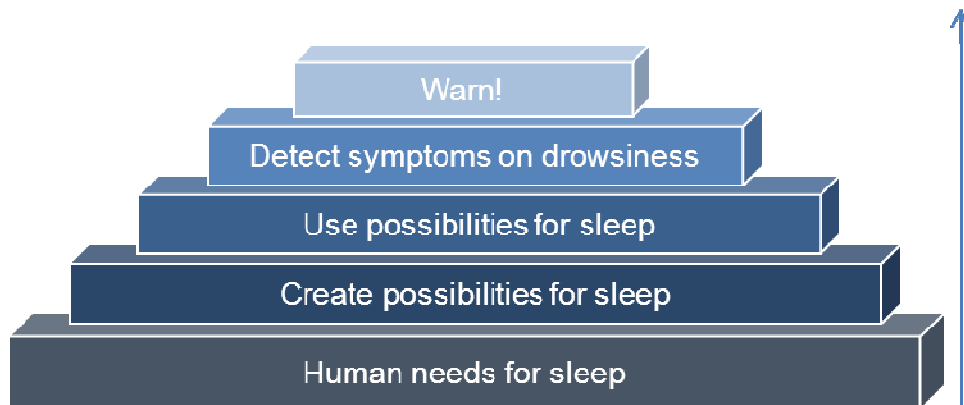 Warn!
Detect symptoms on drowsiness
Use possibilities for sleep
Create possibilities for sleep
Human needs for sleep